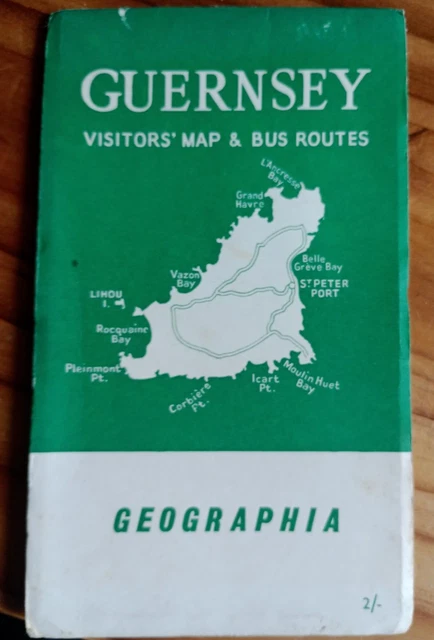 GUERNSEY
VISITORS' MAP & BUS ROUTES
L'Ancresse
Bay
Grand
Havre
Belle
Grève Bay
Vazon
Bay
ST PETER
PORT
LIHOU
I.
Rocquaine
Bay
Pleinmont
Pt.
Moulin Huet
Bay
Icart
Pt.
Corbière
Pt.
GEOGRAPHIA
2/-